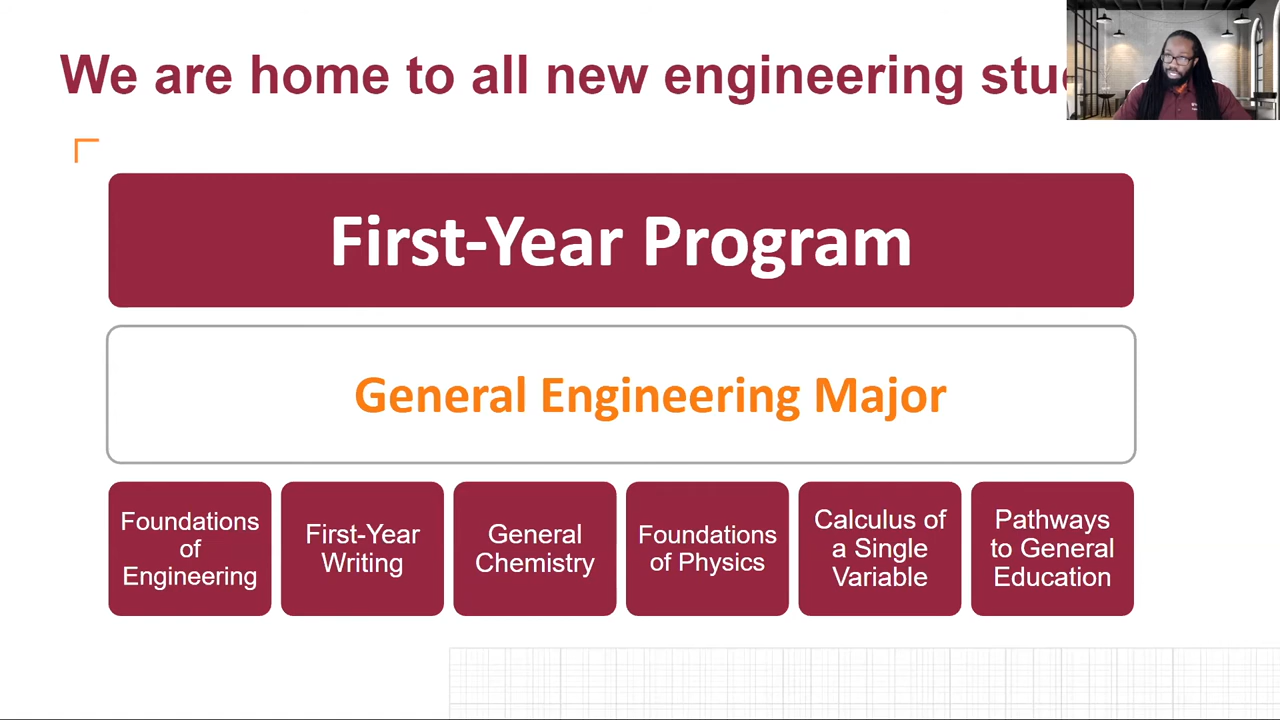 We are home to all new engineering
First-Year Program
General Engineering Major
Foundations
of
Engineering
First-Year
Writing
General
Chemistry
Foundations
of Physics
Calculus of
a Single
Variable
Pathways
to General
Education